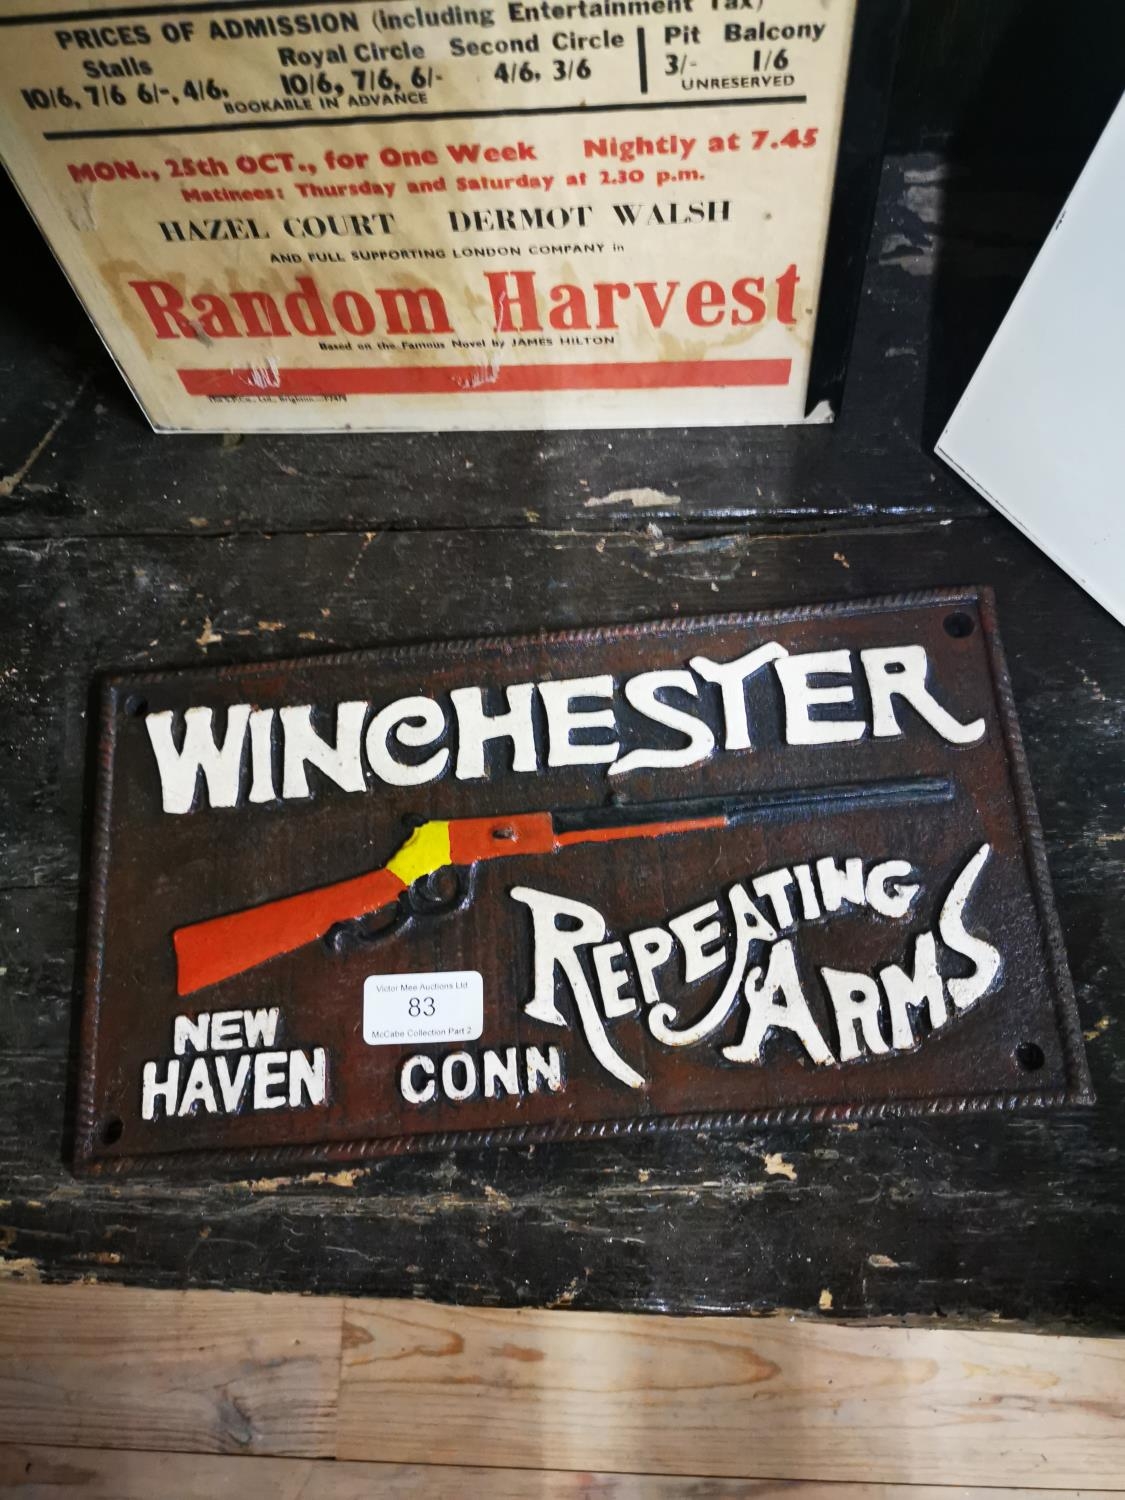 PRICES OF ADMISSION (including Entertainment Tax)
Stalls Royal Circle Second Circle Pit Balcony
10/6, 7/6 6/-, 4/6, 10/6, 7/6, 6/- 4/6, 3/6 3/- 1/6
BOOKABLE IN ADVANCE UNRESERVED
MON., 25th OCT., for One Week Nightly at 7.45
Matinees: Thursday and Saturday at 2.30 p.m.
HAZEL COURT DERMOT WALSH
AND FULL SUPPORTING LONDON COMPANY in
Random Harvest
Based on the Famous Novel by JAMES HILTON
WINCHESTER
REPEATING
ARMS
Victor Mee Auctions Ltd
83
McCabe Collection Part 2
NEW
HAVEN CONN